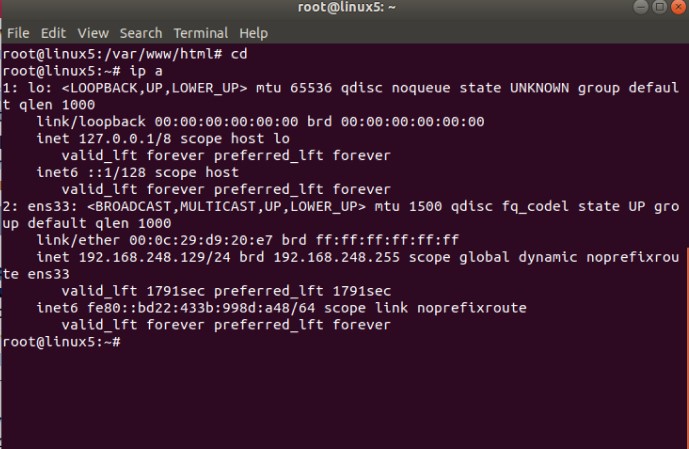 root@linux5: ~
File Edit View Search Terminal Help
root@linux5:/var/www/html# cd
root@linux5:~# ip a
1: lo: <LOOPBACK,UP,LOWER_UP> mtu 65536 qdisc noqueue state UNKNOWN group defaul
t qlen 1000
    link/loopback 00:00:00:00:00:00 brd 00:00:00:00:00:00
    inet 127.0.0.1/8 scope host lo
       valid_lft forever preferred_lft forever
    inet6 ::1/128 scope host
       valid_lft forever preferred_lft forever
2: ens33: <BROADCAST,MULTICAST,UP,LOWER_UP> mtu 1500 qdisc fq_codel state UP gro
up default qlen 1000
    link/ether 00:0c:29:d9:20:e7 brd ff:ff:ff:ff:ff:ff
    inet 192.168.248.129/24 brd 192.168.248.255 scope global dynamic noprefixrou
te ens33
       valid_lft 1791sec preferred_lft 1791sec
    inet6 fe80::bd22:433b:998d:a48/64 scope link noprefixroute
       valid_lft forever preferred_lft forever
root@linux5:~#